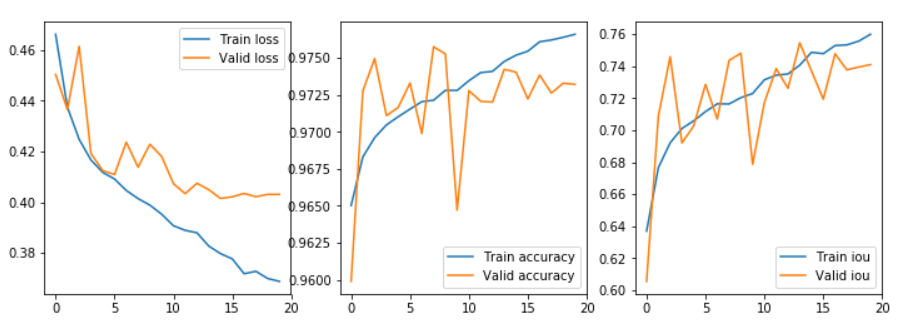 0.46
0.44
0.42
0.40
0.38
0 5 10 15 20
Train loss
Valid loss
0.9750
0.9725
0.9700
0.9675
0.9650
0.9625
0.9600
0 5 10 15 20
Train accuracy
Valid accuracy
0.76
0.74
0.72
0.70
0.68
0.66
0.64
0.62
0.60
0 5 10 15 20
Train iou
Valid iou